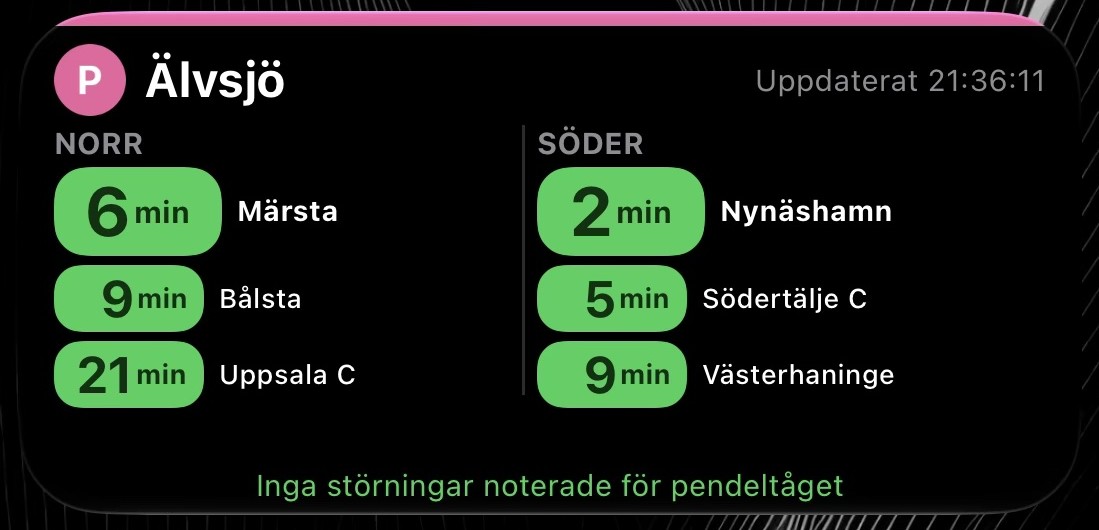 P Älvsjö
Uppdaterat 21:36:11
NORR
6 min Märsta
9 min Bålsta
21 min Uppsala C
SÖDER
2 min Nynäshamn
5 min Södertälje C
9 min Västerhaninge
Inga störningar noterade för pendeltåget